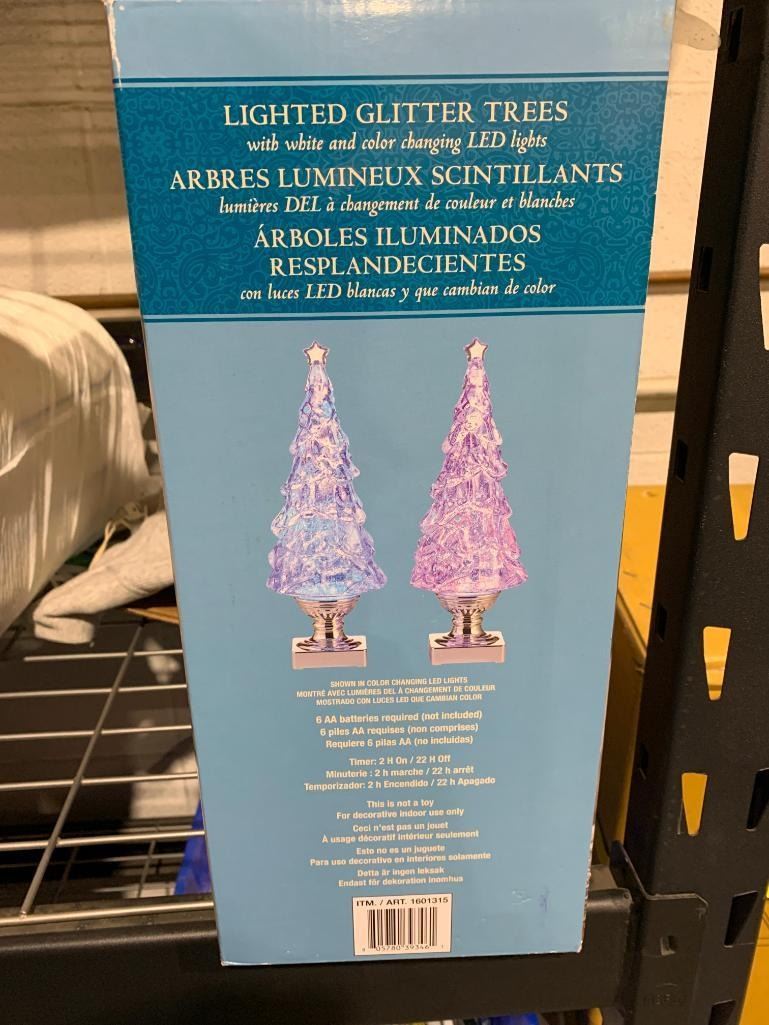 LIGHTED GLITTER TREES
with white and color changing LED lights
ARBRES LUMINEUX SCINTILLANTS
lumières DEL à changement de couleur et blanches
ÁRBOLES ILUMINADOS
RESPLANDECIENTES
con luces LED blancas y que cambian de color
SHOWN IN COLOR CHANGING LED LIGHTS
MONTRÉ AVEC LUMIÈRES DEL À CHANGEMENT DE COULEUR
MOSTRADO CON LUCES LED QUE CAMBIAN COLOR
6 AA batteries required (not included)
6 piles AA requises (non comprises)
Requiere 6 pilas AA (no incluidas)
Timer: 2 H On / 22 H Off
Minuterie : 2 h marche / 22 h arrêt
Temporizador: 2 h Encendido / 22 h Apagado
This is not a toy
For decorative indoor use only
Ceci n'est pas un jouet
À usage décoratif intérieur seulement
Esto no es un juguete
Para uso decorativo en interiores solamente
Detta är ingen leksak
Endast för dekoration inomhus
ITM. / ART. 1601315
8 05780 39346 1